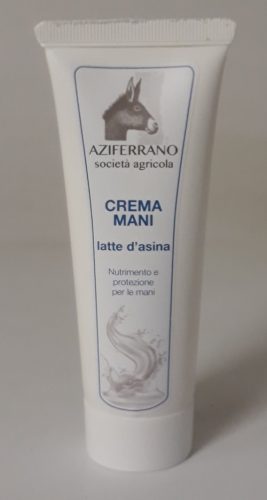 AZIFERRANO
società agricola
CREMA
MANI
latte d'asina
Nutrimento e
protezione
per le mani